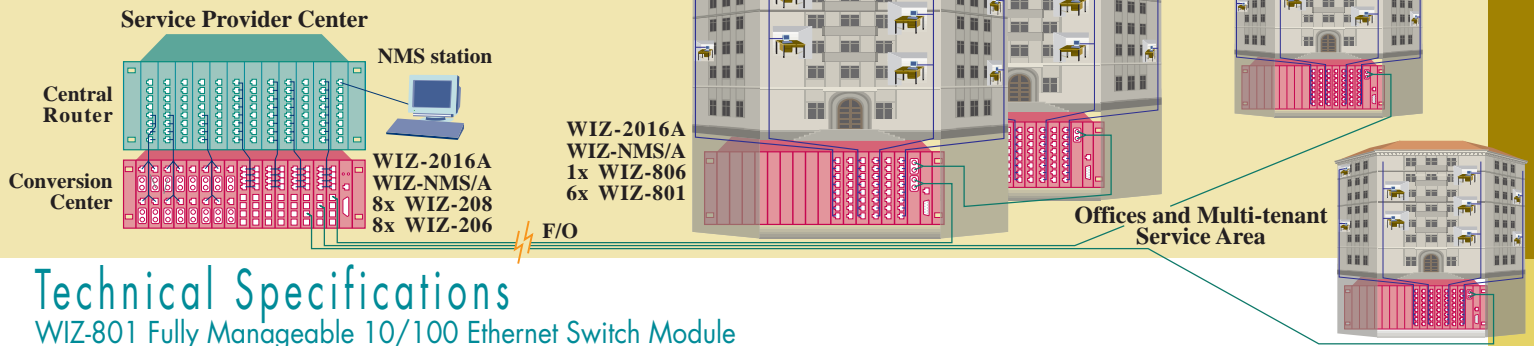 Service Provider Center
NMS station
Central
Router
Conversion
Center
WIZ-2016A
WIZ-NMS/A
8x WIZ-208
8x WIZ-206
F/O
WIZ-2016A
WIZ-NMS/A
1x WIZ-806
6x WIZ-801
Offices and Multi-tenant
Service Area
Technical Specifications
WIZ-801 Fully Manageable 10/100 Ethernet Switch Module